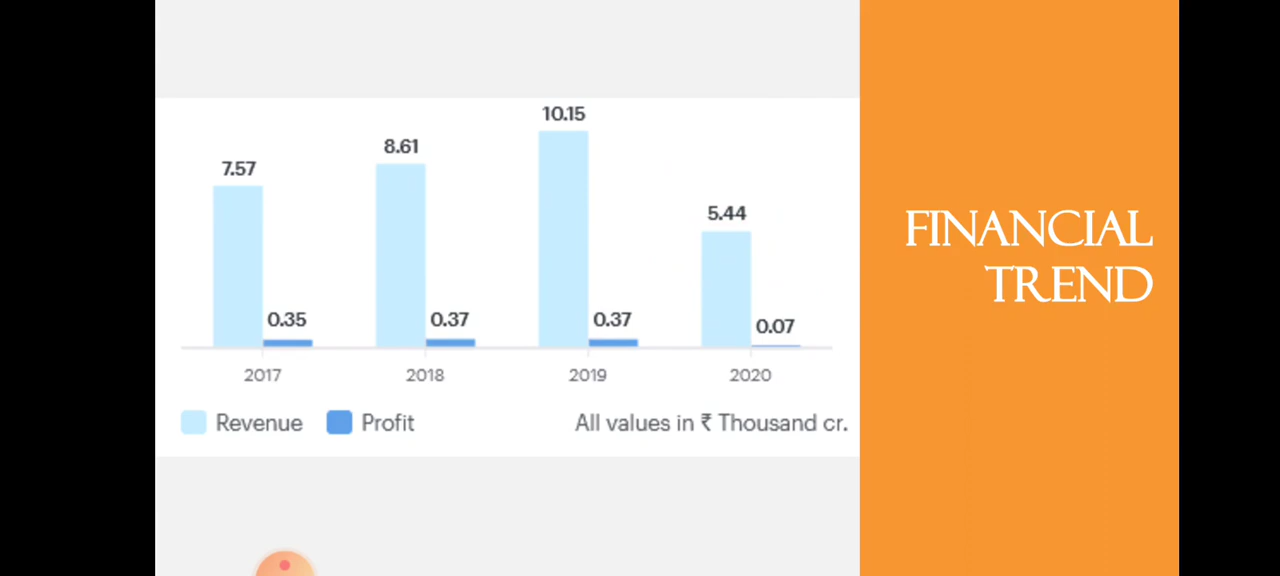 10.15
8.61
7.57
5.44
0.35
0.37
0.37
0.07
2017
2018
2019
2020
Revenue
Profit
All values in ₹ Thousand cr.
FINANCIAL
TREND